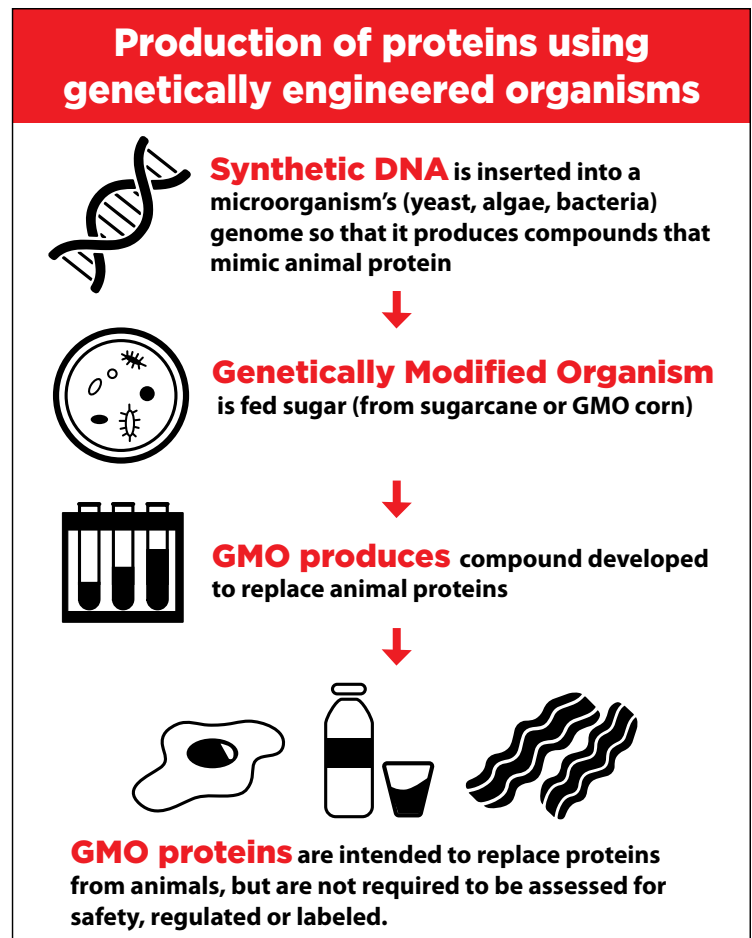 Production of proteins using
genetically engineered organisms
Synthetic DNA is inserted into a
microorganism's (yeast, algae, bacteria)
genome so that it produces compounds that
mimic animal protein
Genetically Modified Organism
is fed sugar (from sugarcane or GMO corn)
GMO produces compound developed
to replace animal proteins
GMO proteins are intended to replace proteins
from animals, but are not required to be assessed for
safety, regulated or labeled.